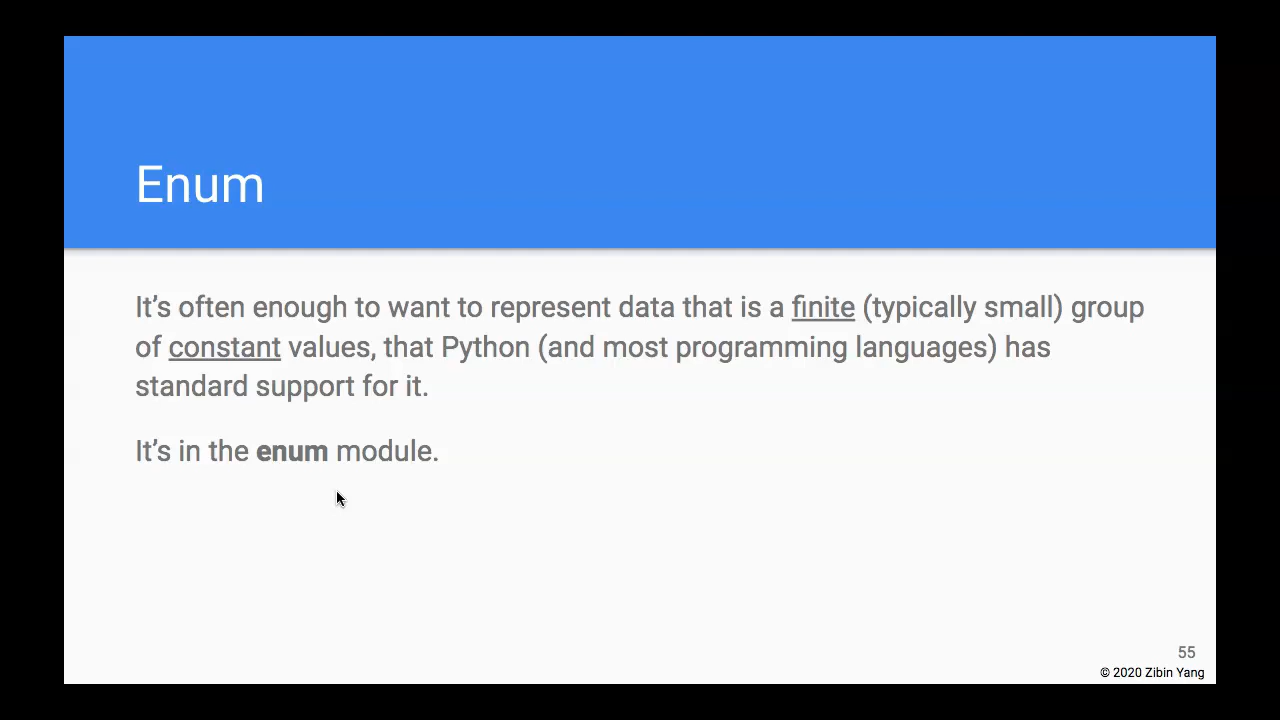 Enum
It’s often enough to want to represent data that is a finite (typically small) group
of constant values, that Python (and most programming languages) has
standard support for it.
It’s in the enum module.
55
© 2020 Zibin Yang